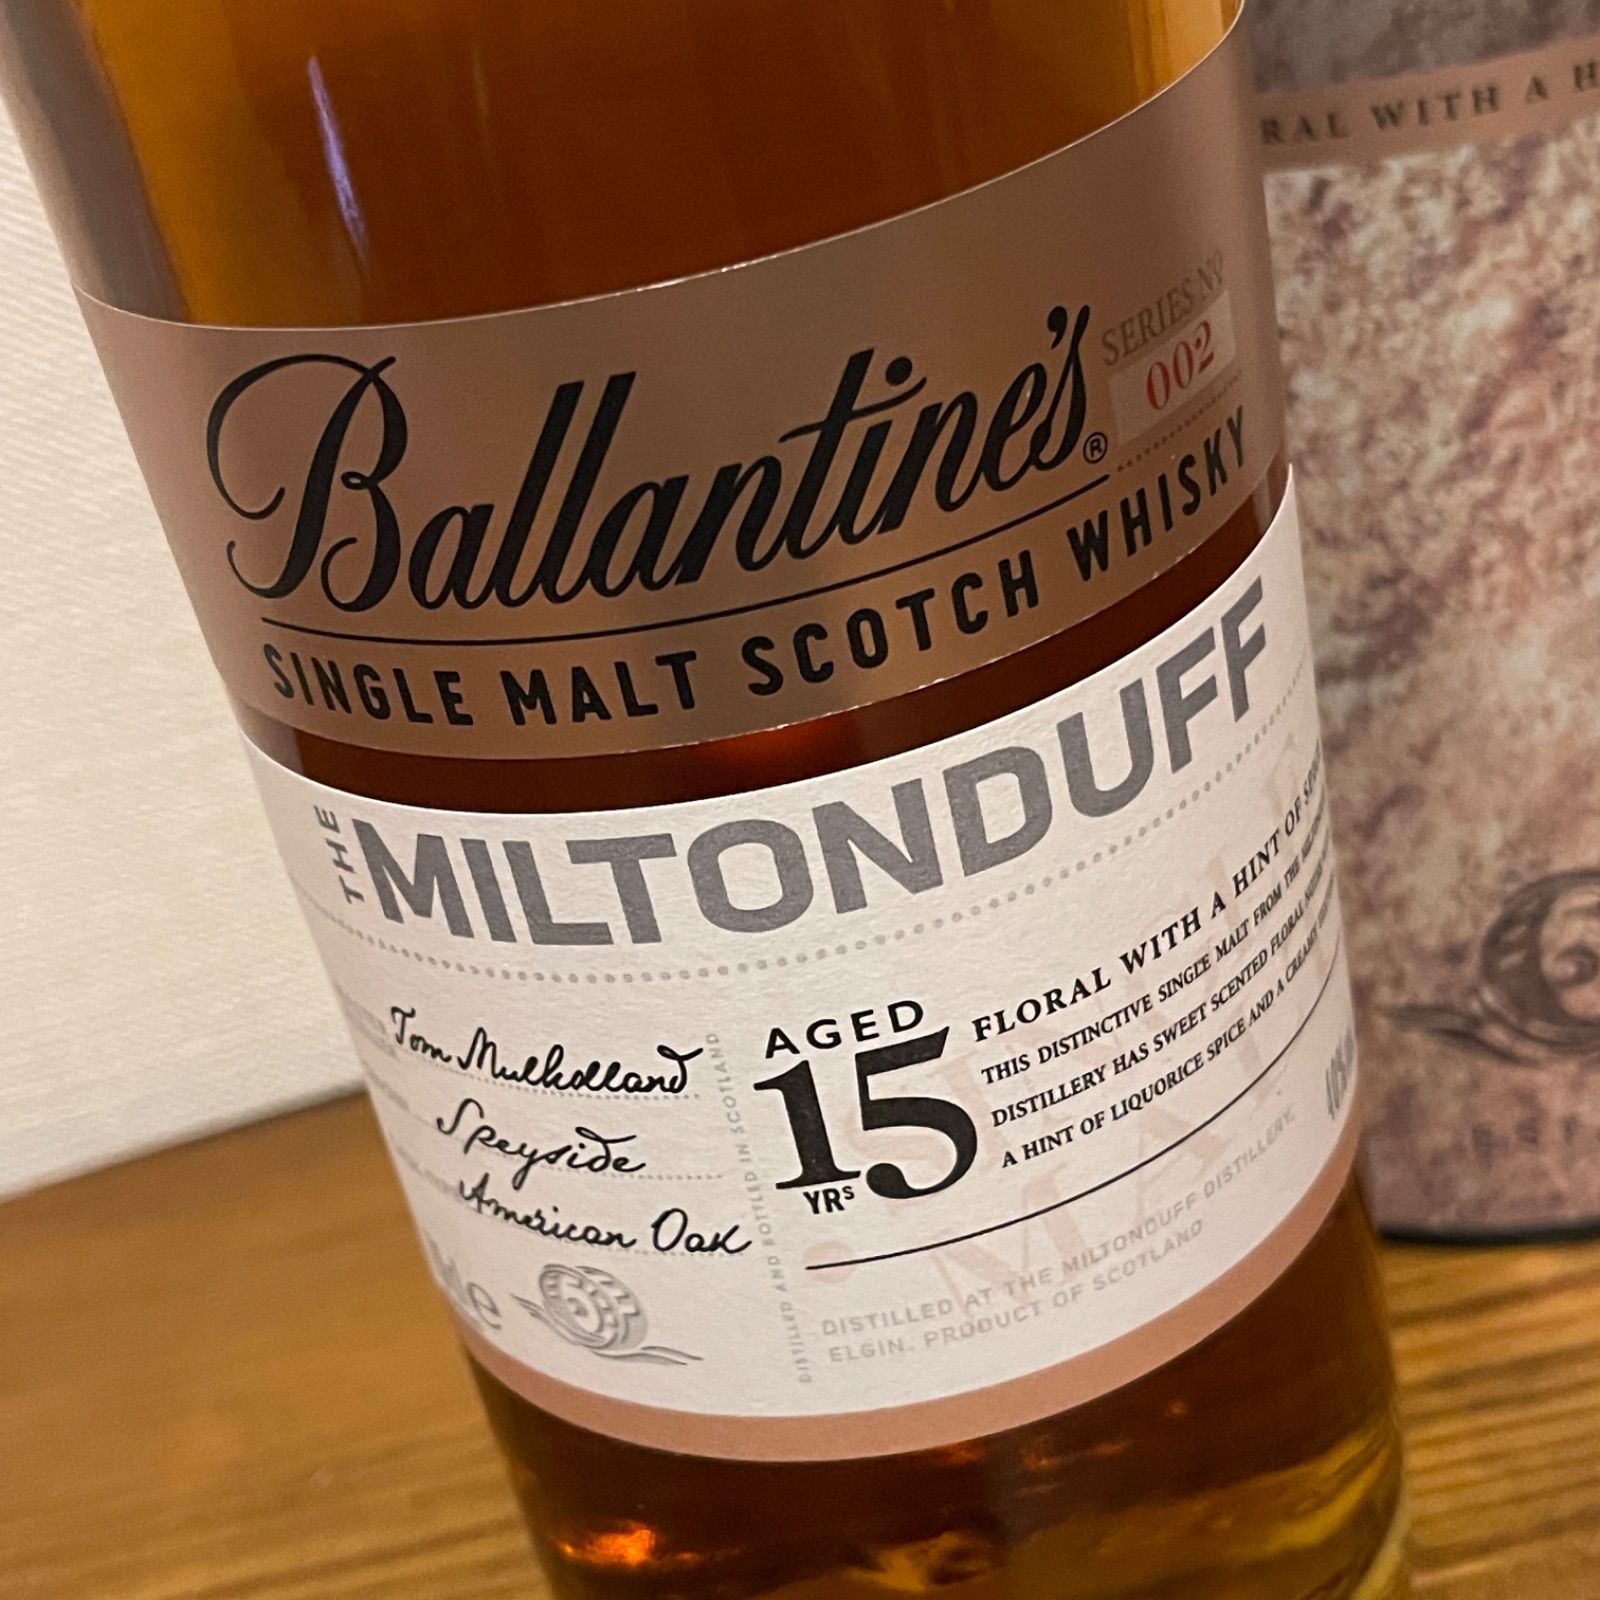 RAL WITH A H
Ballantine's®
SERIES Nº
002
SINGLE MALT SCOTCH WHISKY
THE MILTONDUFF
Tom Mulholland
Speyside
American Oak
DISTILLED AND BOTTLED IN SCOTLAND
AGED
15
YRS
FLORAL WITH A HINT OF
THIS DISTINCTIVE SINGLE MALT FROM THE
DISTILLERY HAS SWEET SCENTED FLORAL NOTES
A HINT OF LIQUORICE SPICE AND A CREAMY
40%
DISTILLED AT THE MILTONDUFF DISTILLERY,
ELGIN. PRODUCT OF SCOTLAND